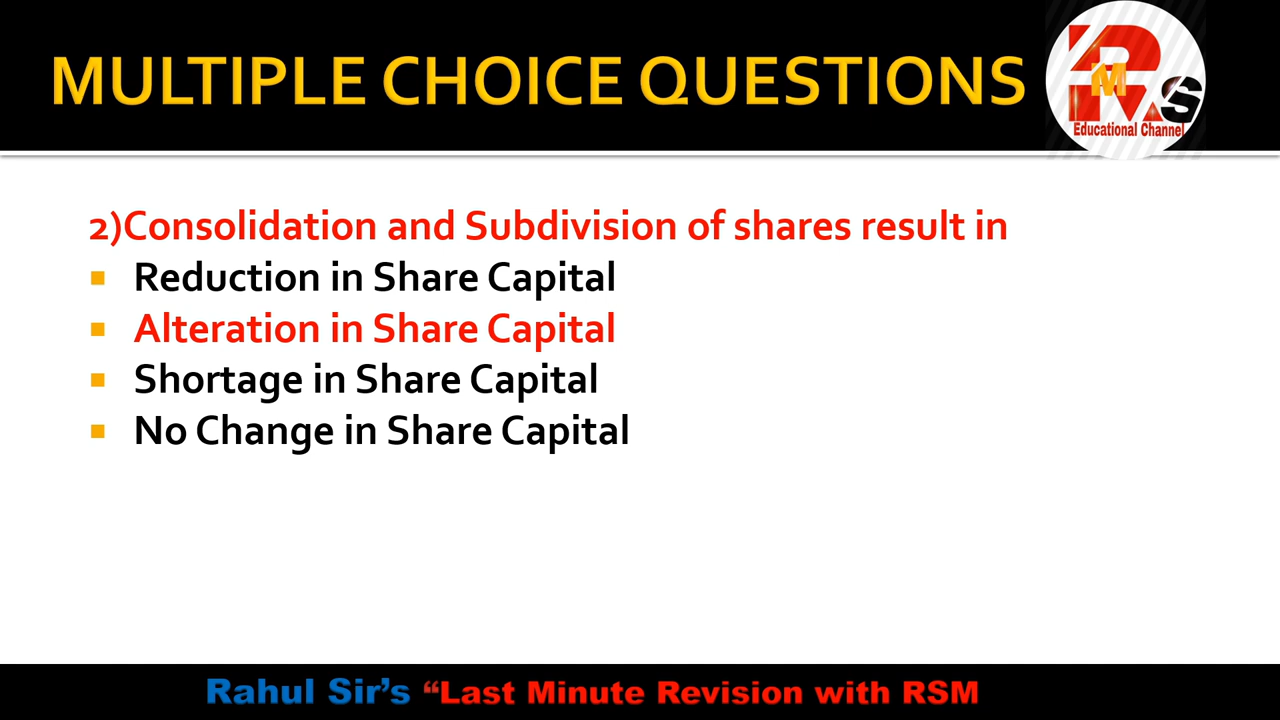 MULTIPLE CHOICE QUESTIONS
RMS
Educational Channel
2)Consolidation and Subdivision of shares result in
Reduction in Share Capital
Alteration in Share Capital
Shortage in Share Capital
No Change in Share Capital
Rahul Sir's “Last Minute Revision with RSM